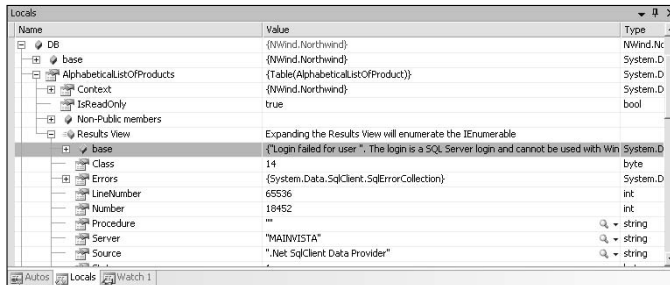 Locals
Name Value Type
DB {NWind.Northwind} NWind.Nc
base {NWind.Northwind} System.D
AlphabeticalListOfProducts {Table(AlphabeticalListOfProduct)} System.D
Context {NWind.Northwind} System.D
IsReadOnly true bool
Non-Public members
Results View Expanding the Results View will enumerate the IEnumerable
base {"Login failed for user ''. The login is a SQL Server login and cannot be used with Win System.D
Class 14 byte
Errors {System.Data.SqlClient.SqlErrorCollection} System.D
LineNumber 65536 int
Number 18452 int
Procedure "" string
Server "MAINVISTA" string
Source ".Net SqlClient Data Provider" string
Autos Locals Watch 1